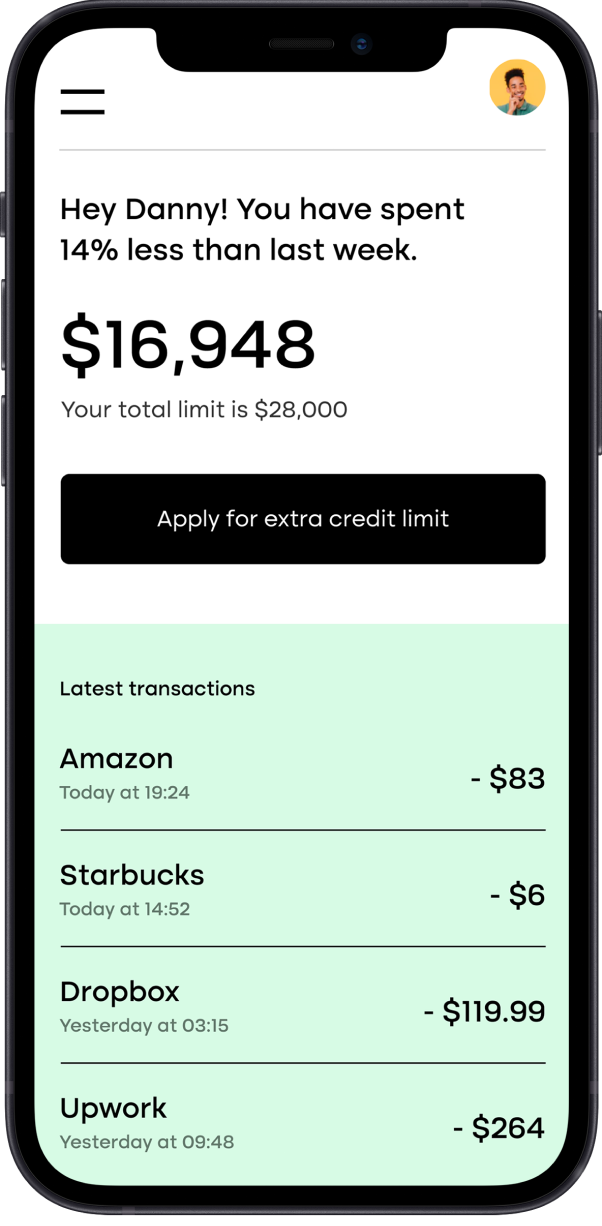 Hey Danny! You have spent
14% less than last week.
$16,948
Your total limit is $28,000
Apply for extra credit limit
Latest transactions
Amazon
Today at 19:24
- $83
Starbucks
Today at 14:52
- $6
Dropbox
Yesterday at 03:15
- $119.99
Upwork
Yesterday at 09:48
- $264